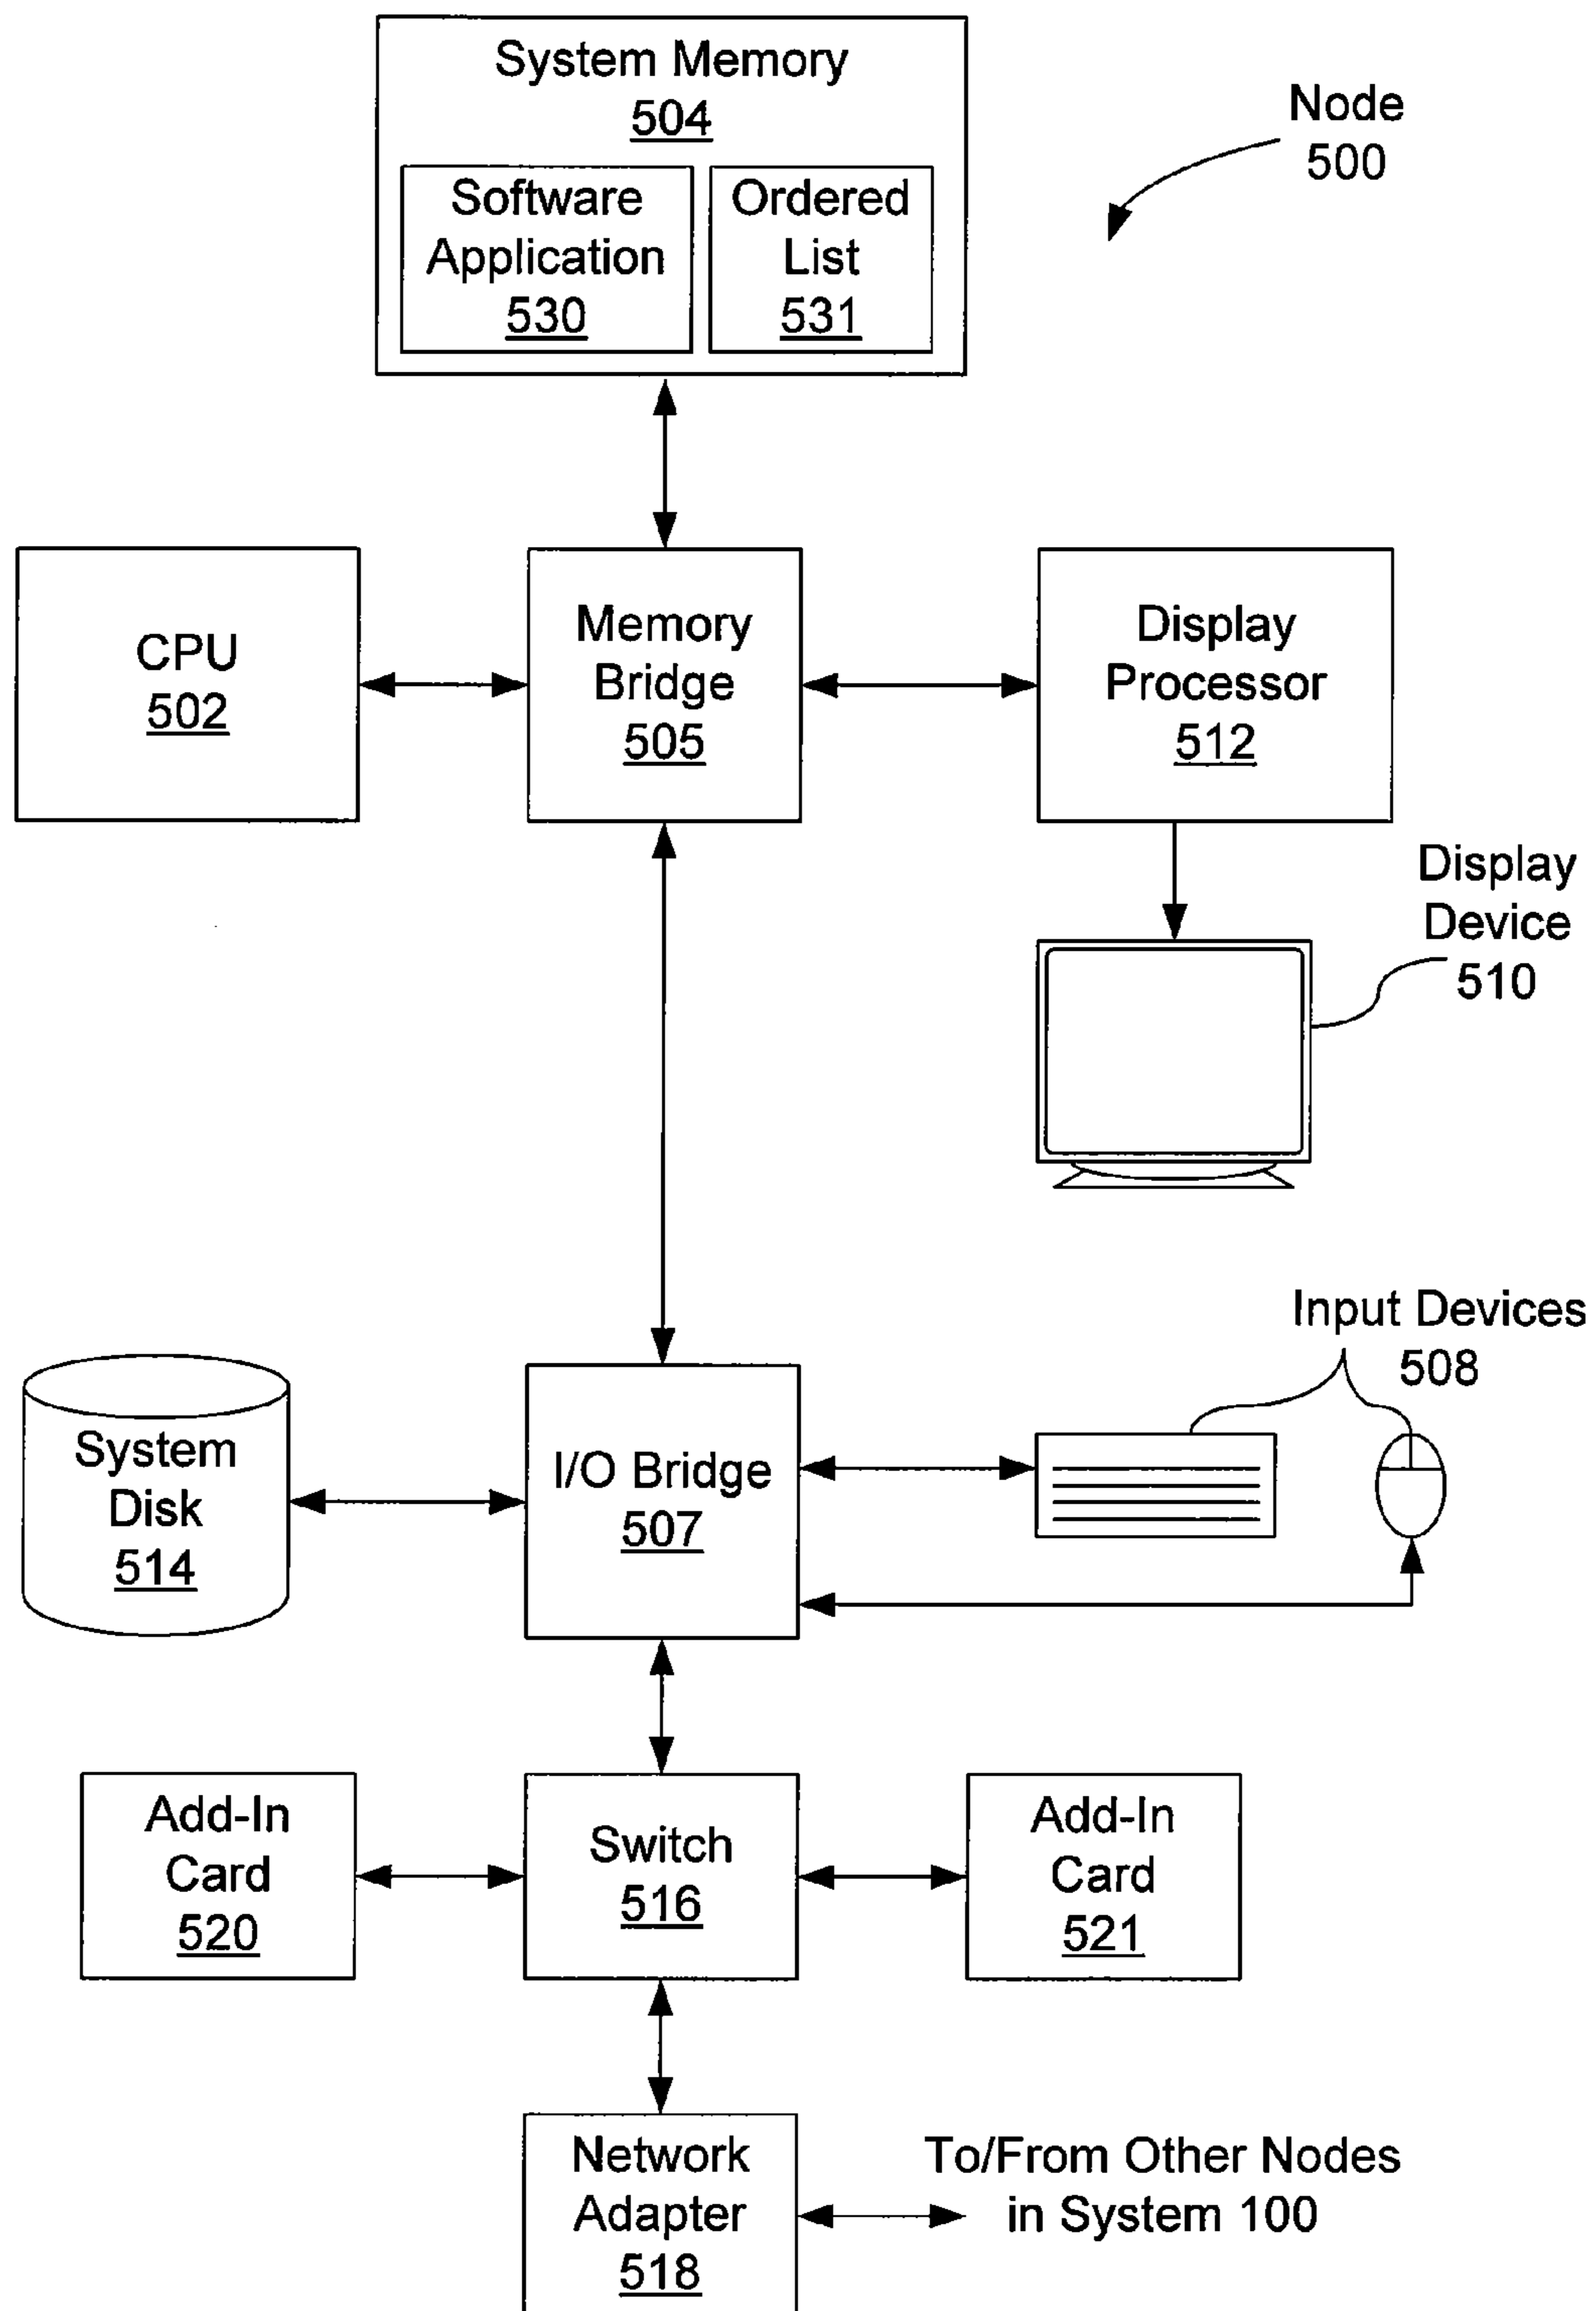 System Memory
504
Software
Application
530
Ordered
List
531
Node
500
CPU
502
Memory
Bridge
505
Display
Processor
512
Display
Device
510
Input Devices
508
System
Disk
514
I/O Bridge
507
Add-In
Card
520
Switch
516
Add-In
Card
521
Network
Adapter
518
To/From Other Nodes
in System 100